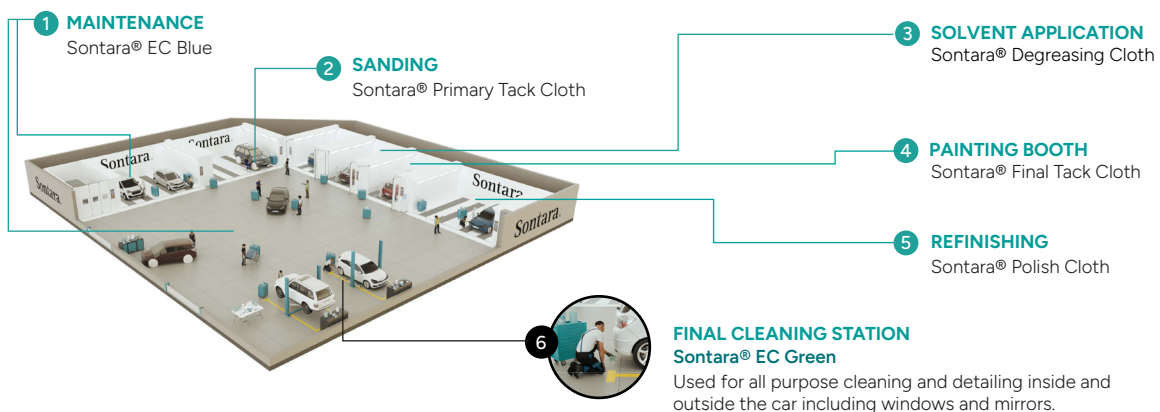 1 MAINTENANCE
Sontara® EC Blue
2 SANDING
Sontara® Primary Tack Cloth
3 SOLVENT APPLICATION
Sontara® Degreasing Cloth
4 PAINTING BOOTH
Sontara® Final Tack Cloth
5 REFINISHING
Sontara® Polish Cloth
Sontara
Sontara
Sontara
Sontara
Sontara
6 FINAL CLEANING STATION
Sontara® EC Green
Used for all purpose cleaning and detailing inside and
outside the car including windows and mirrors.